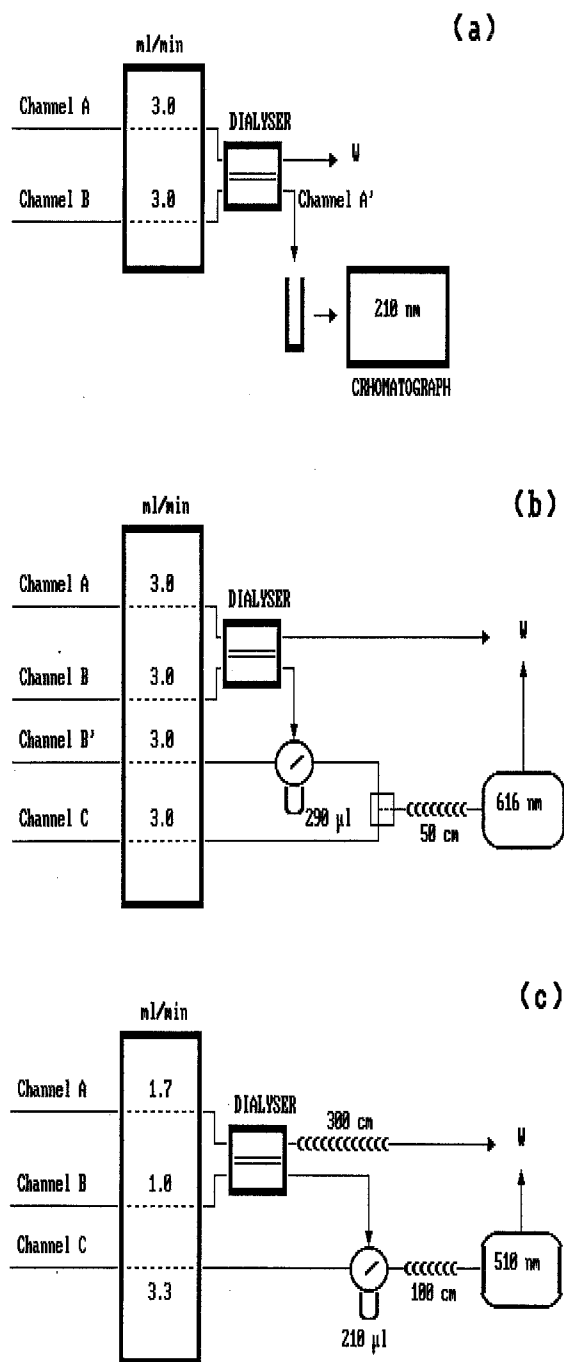 (a)
ml/min
Channel A 3.0
DIALYSER
W
Channel B 3.0
Channel A'
210 nm
CRHOMATOGRAPH
(b)
ml/min
Channel A 3.0
DIALYSER
W
Channel B 3.0
Channel B' 3.0
290 µl
616 nm
50 cm
Channel C 3.0
(c)
ml/min
Channel A 1.7
300 cm
DIALYSER
W
Channel B 1.0
Channel C
3.3
510 nm
100 cm
210 µl